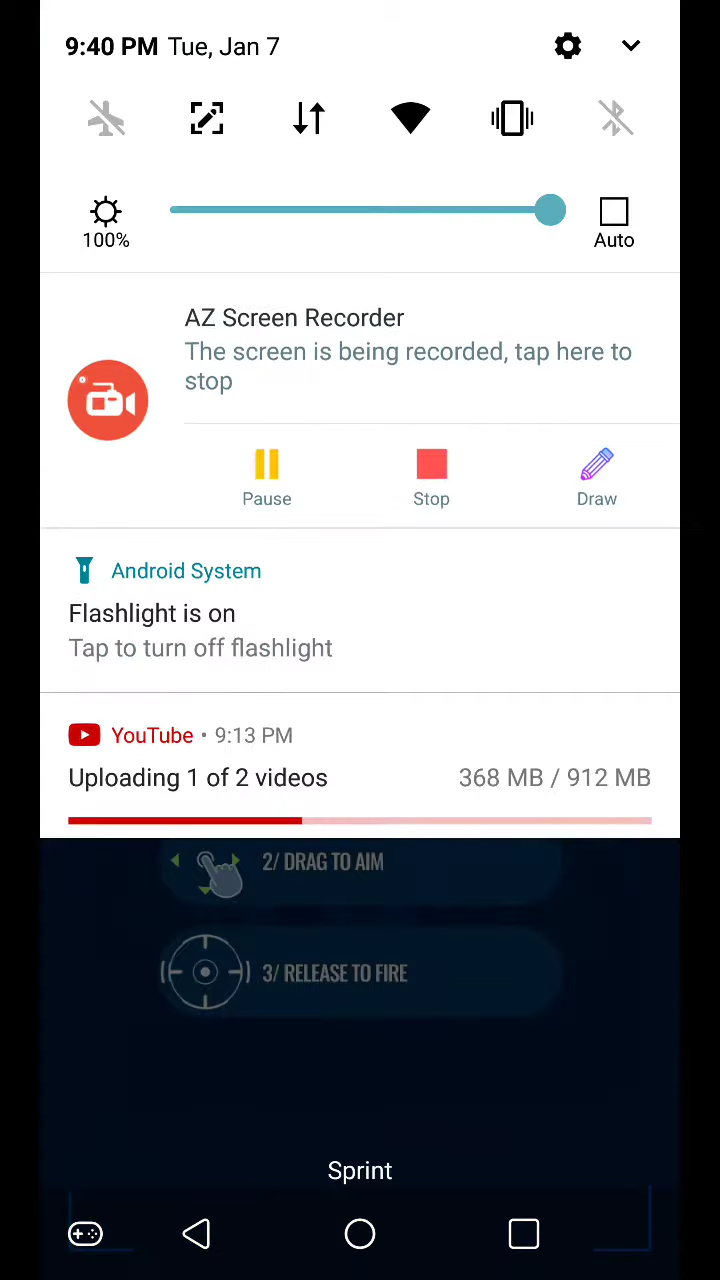 9:40 PM Tue, Jan 7
100%
Auto
AZ Screen Recorder
The screen is being recorded, tap here to
stop
Pause Stop Draw
Android System
Flashlight is on
Tap to turn off flashlight
YouTube • 9:13 PM
Uploading 1 of 2 videos 368 MB / 912 MB
2/ DRAG TO AIM
3/ RELEASE TO FIRE
Sprint